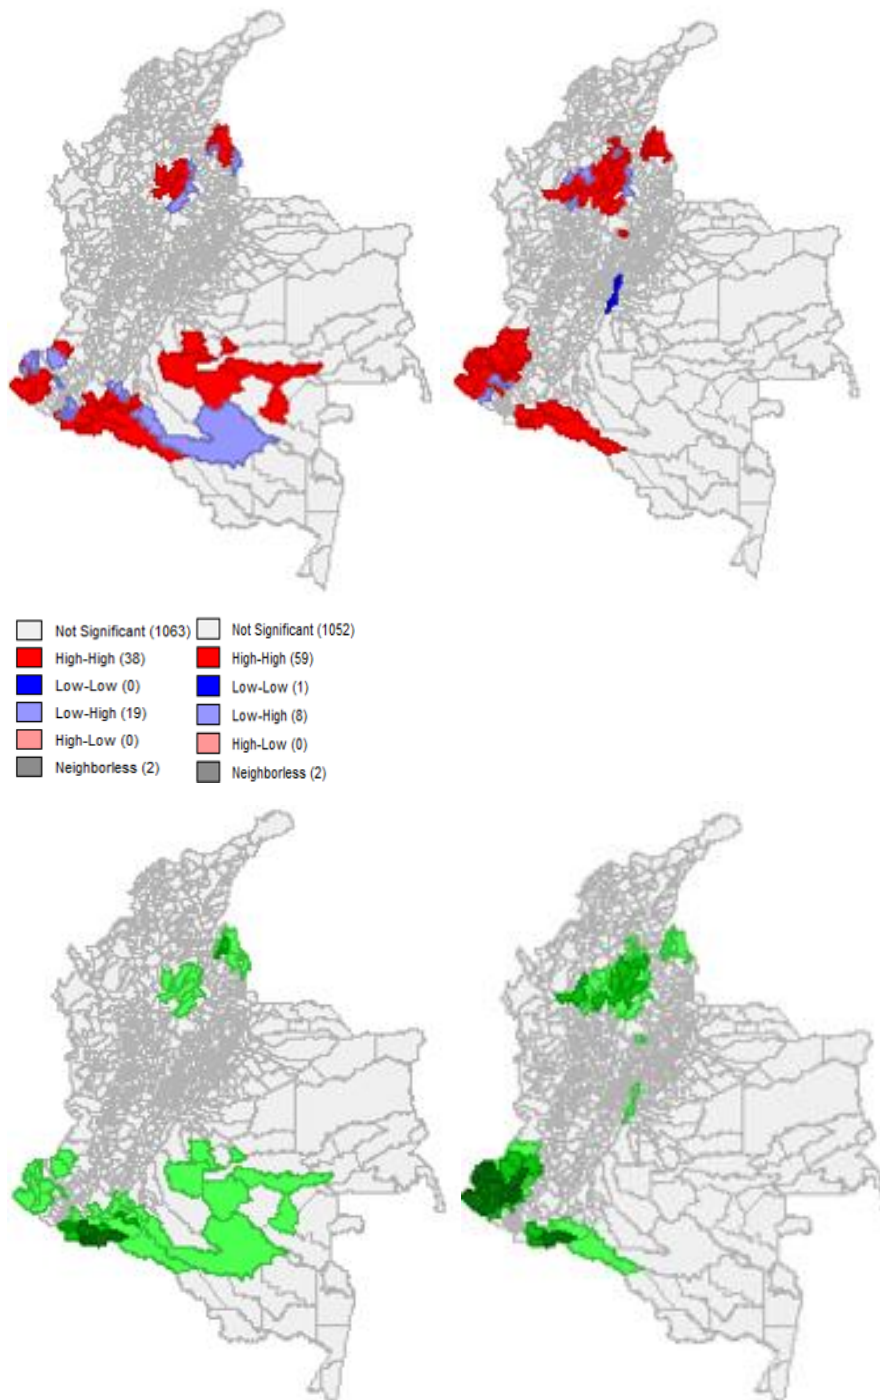 Not Significant (1063) Not Significant (1052)
High-High (38) High-High (59)
Low-Low (0) Low-Low (1)
Low-High (19) Low-High (8)
High-Low (0) High-Low (0)
Neighborless (2) Neighborless (2)